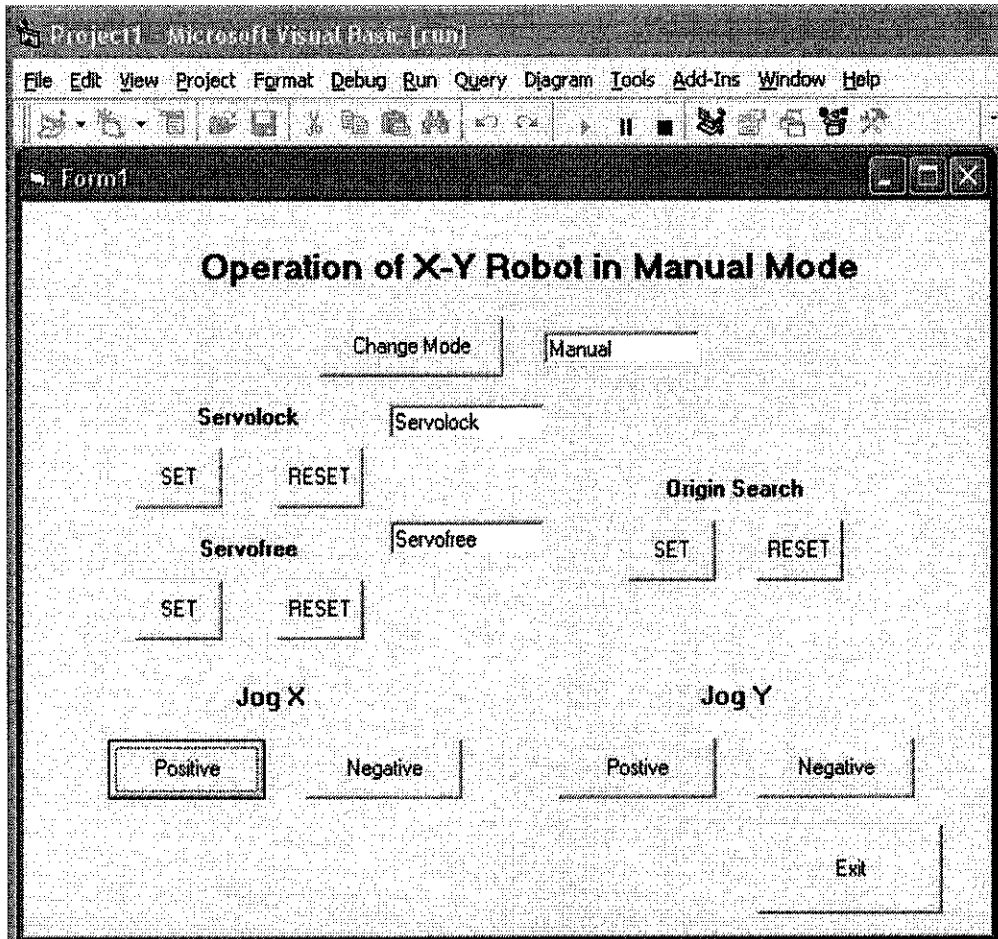 Project1 - Microsoft Visual Basic [run]
File Edit View Project Format Debug Run Query Diagram Tools Add-Ins Window Help
Form1
Operation of X-Y Robot in Manual Mode
Change Mode Manual
Servolock Servolock
SET RESET
Origin Search
Servofree Servofree
SET RESET
SET RESET
Jog X Jog Y
Positive Negative Postive Negative
Exit